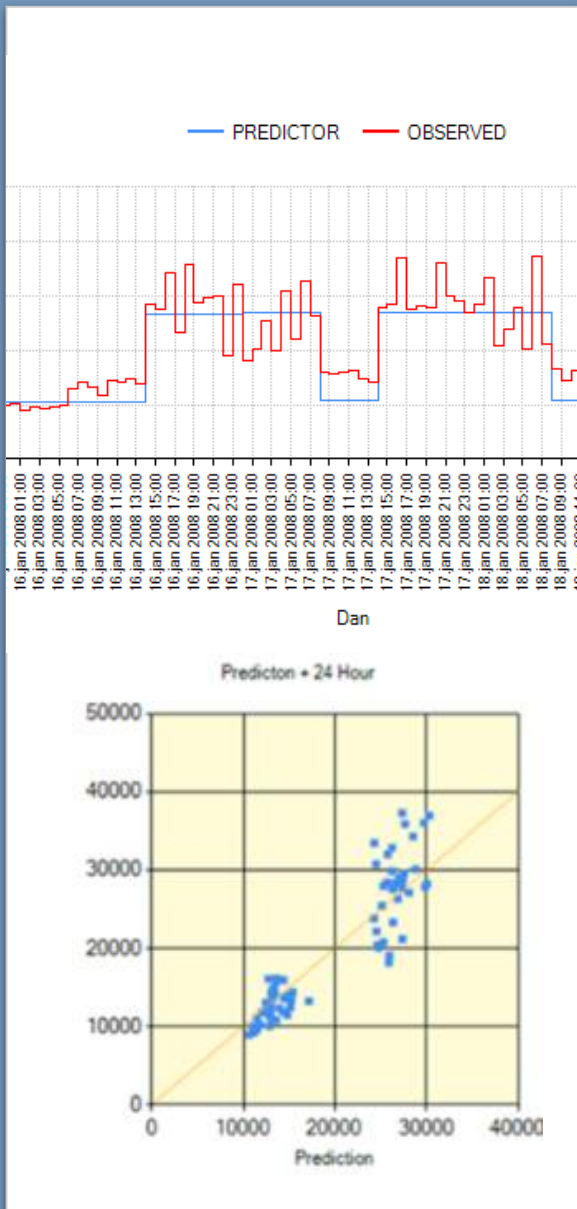 PREDICTOR OBSERVED
16.jan 2008 01:00
16.jan 2008 03:00
16.jan 2008 05:00
16.jan 2008 07:00
16.jan 2008 09:00
16.jan 2008 11:00
16.jan 2008 13:00
16.jan 2008 15:00
16.jan 2008 17:00
16.jan 2008 19:00
16.jan 2008 21:00
16.jan 2008 23:00
17.jan 2008 01:00
17.jan 2008 03:00
17.jan 2008 05:00
17.jan 2008 07:00
17.jan 2008 09:00
17.jan 2008 11:00
17.jan 2008 13:00
17.jan 2008 15:00
17.jan 2008 17:00
17.jan 2008 19:00
17.jan 2008 21:00
17.jan 2008 23:00
18.jan 2008 01:00
18.jan 2008 03:00
18.jan 2008 05:00
18.jan 2008 07:00
18.jan 2008 09:00
Dan
Predicton + 24 Hour
50000
40000
30000
20000
10000
0
0 10000 20000 30000 40000
Prediction